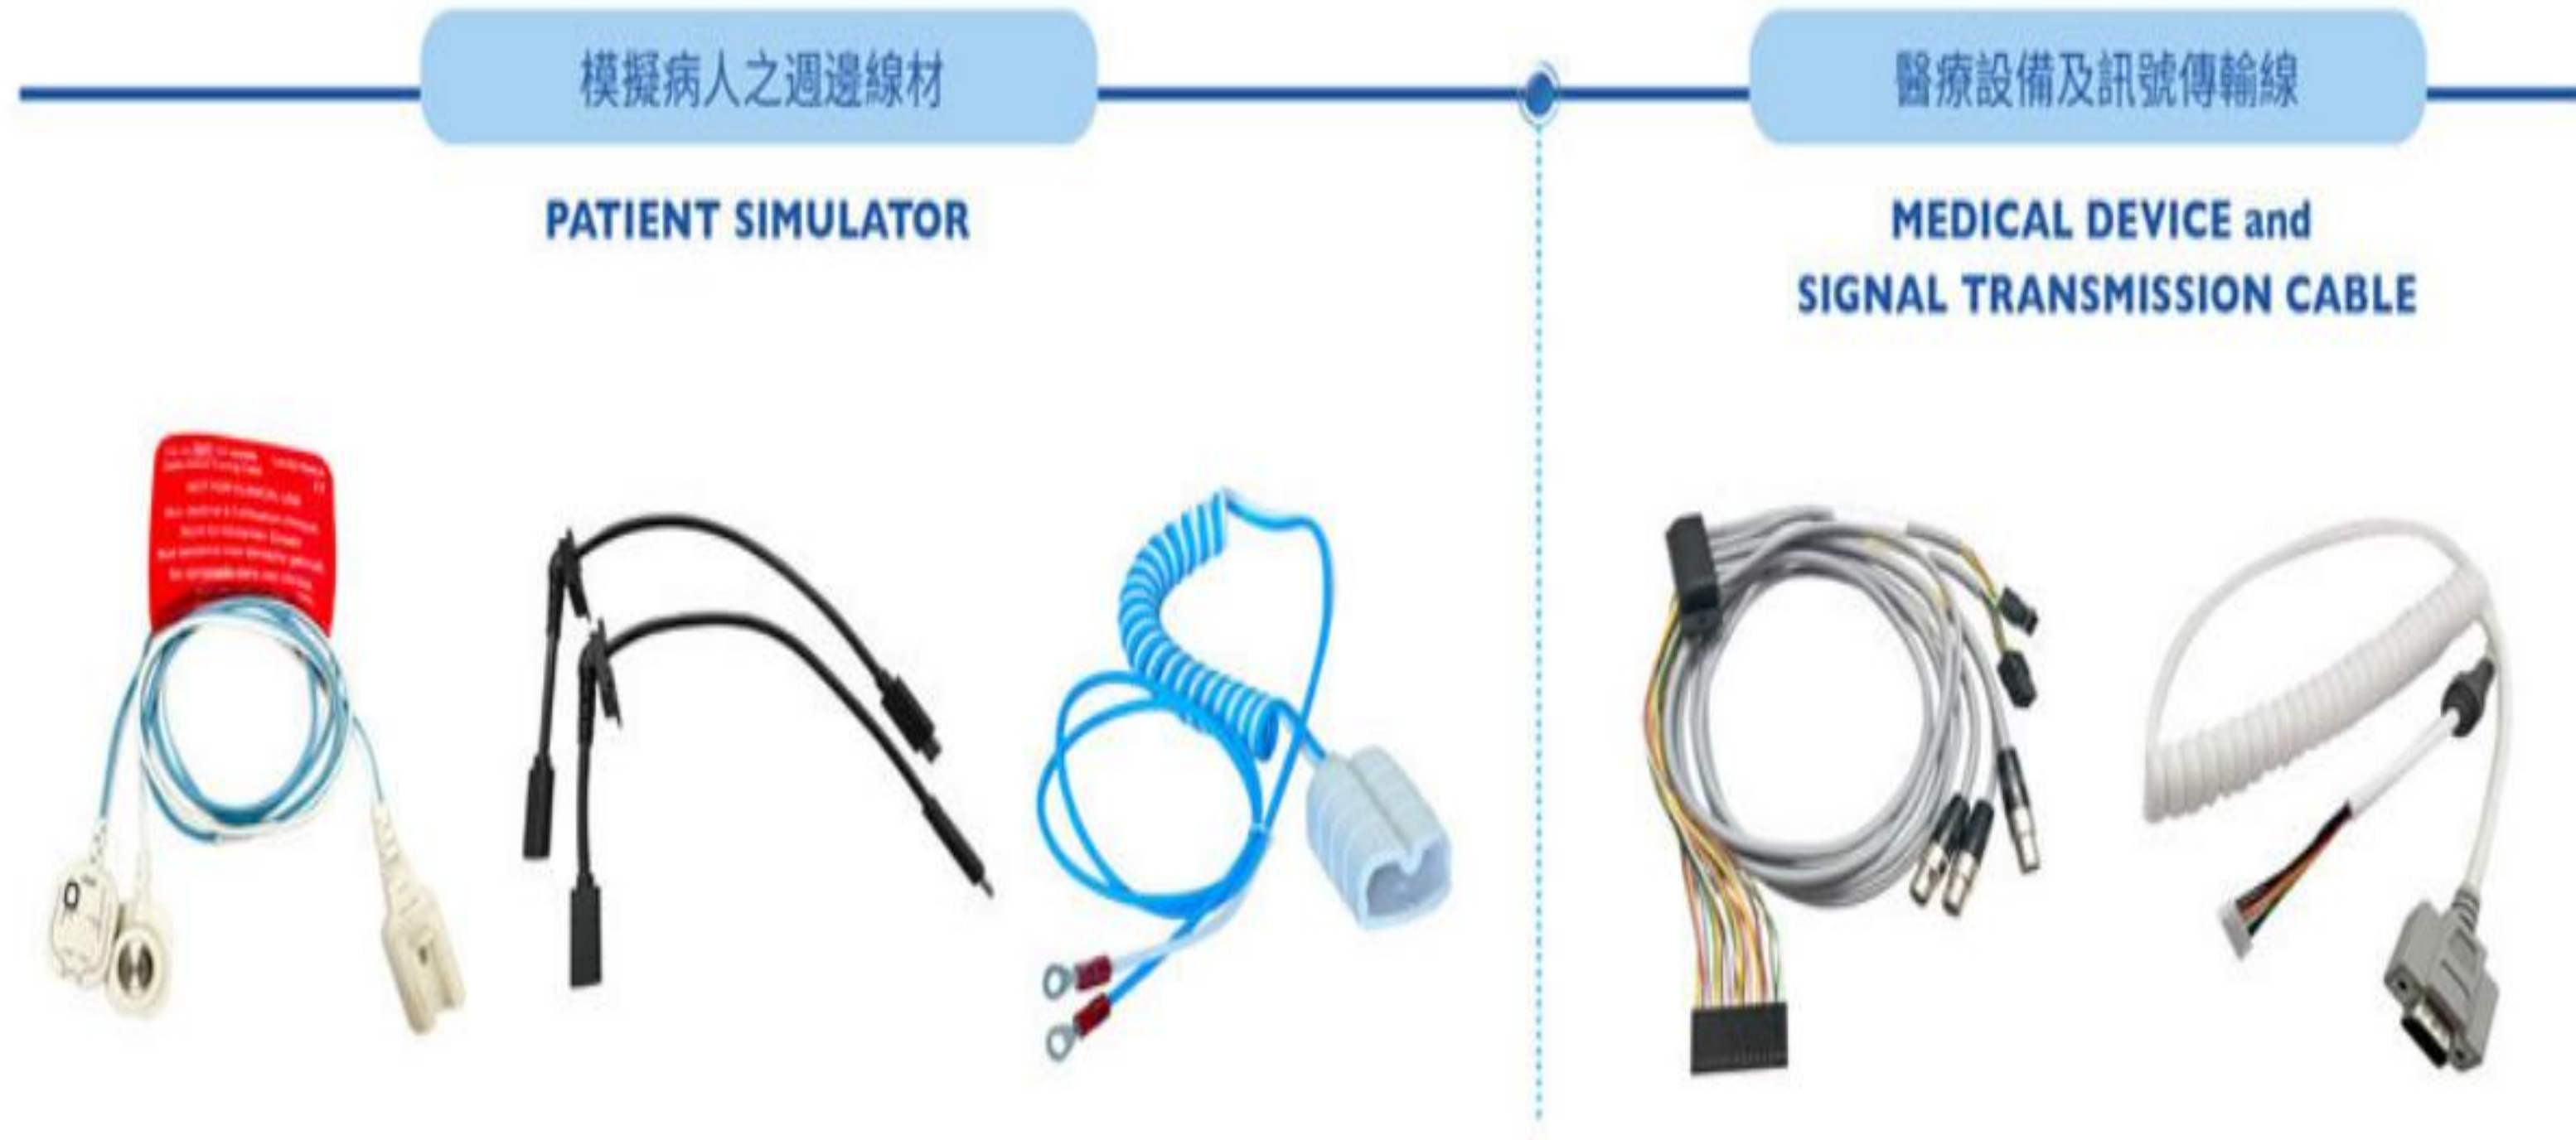 模擬病人之週邊線材
PATIENT SIMULATOR
醫療設備及訊號傳輸線
MEDICAL DEVICE and
SIGNAL TRANSMISSION CABLE
NOT FOR CLINICAL USE